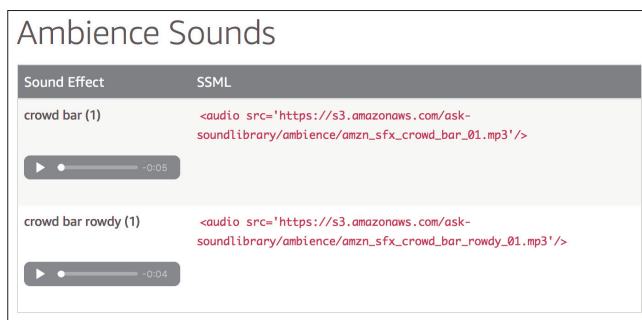 Ambience Sounds
Sound Effect SSML
crowd bar (1) <audio src='https://s3.amazonaws.com/ask-
soundlibrary/ambience/amzn_sfx_crowd_bar_01.mp3'/>
-0:05
crowd bar rowdy (1) <audio src='https://s3.amazonaws.com/ask-
soundlibrary/ambience/amzn_sfx_crowd_bar_rowdy_01.mp3'/>
-0:04